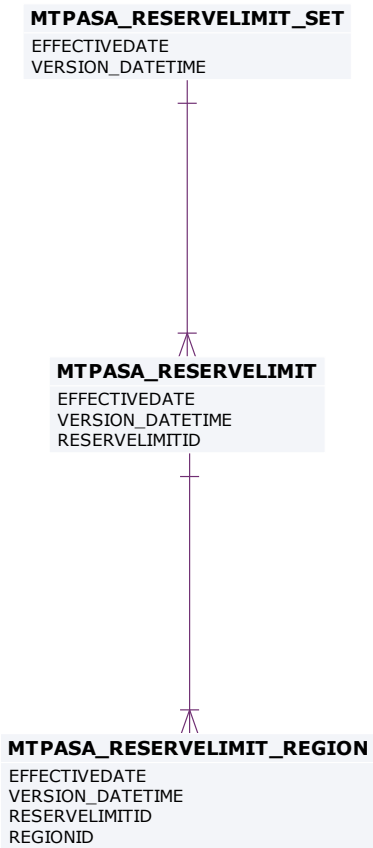 MTPASA_RESERVELIMIT_SET
EFFECTIVEDATE
VERSION_DATETIME
MTPASA_RESERVELIMIT
EFFECTIVEDATE
VERSION_DATETIME
RESERVELIMITID
MTPASA_RESERVELIMIT_REGION
EFFECTIVEDATE
VERSION_DATETIME
RESERVELIMITID
REGIONID